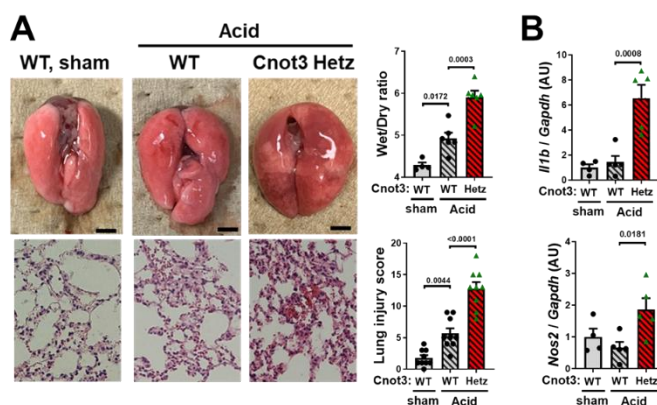 A
Acid
WT, sham
WT
Cnot3 Hetz
Wet/Dry ratio
7
6
5
4
0.0172
0.0003
Cnot3: WT WT Hetz
sham Acid
Lung injury score
20
15
10
5
0
0.0044
<0.0001
Cnot3: WT WT Hetz
sham Acid
B
Il1b / Gapdh (AU)
10
8
6
4
2
0
0.0008
Cnot3: WT WT Hetz
sham Acid
Nos2 / Gapdh (AU)
4
3
2
1
0
0.0181
Cnot3: WT WT Hetz
sham Acid